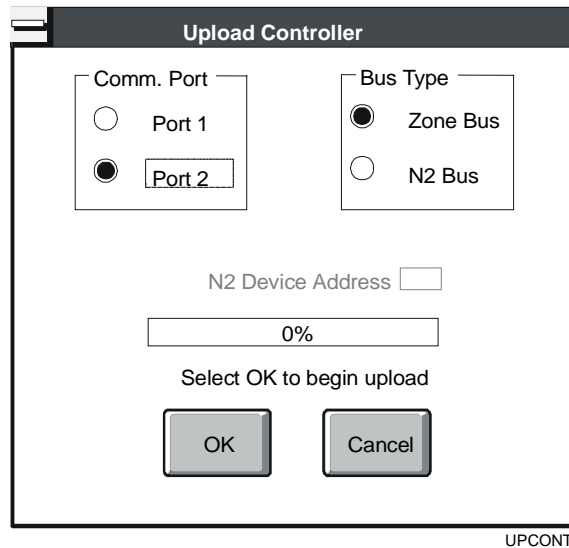 Upload Controller
Comm. Port
Port 1
Port 2
Bus Type
Zone Bus
N2 Bus
N2 Device Address
0%
Select OK to begin upload
OK
Cancel
UPCONT